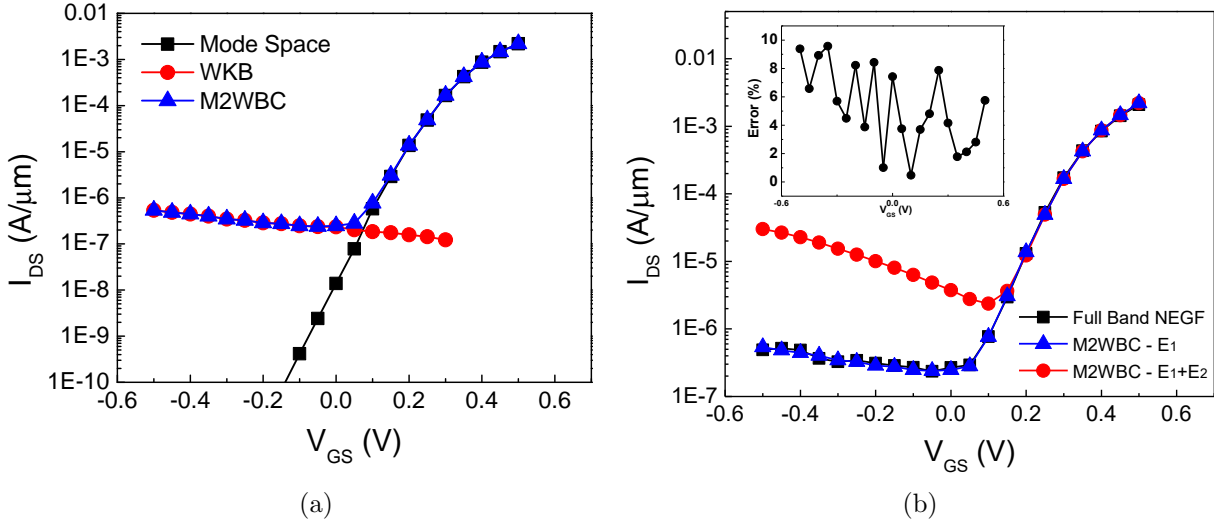 Mode Space
WKB
M2WBC
I_DS (A/μm)
0.1
0.01
1E-3
1E-4
1E-5
1E-6
1E-7
1E-8
1E-9
1E-10
-0.6 -0.4 -0.2 0.0 0.2 0.4 0.6
V_GS (V)
(a)
I_DS (A/μm)
0.01
1E-3
1E-4
1E-5
1E-6
1E-7
Error (%)
10
8
6
4
2
0
-0.6 0.0 0.6
V_GS (V)
Full Band NEGF
M2WBC - E1
M2WBC - E1+E2
-0.6 -0.4 -0.2 0.0 0.2 0.4 0.6
V_GS (V)
(b)